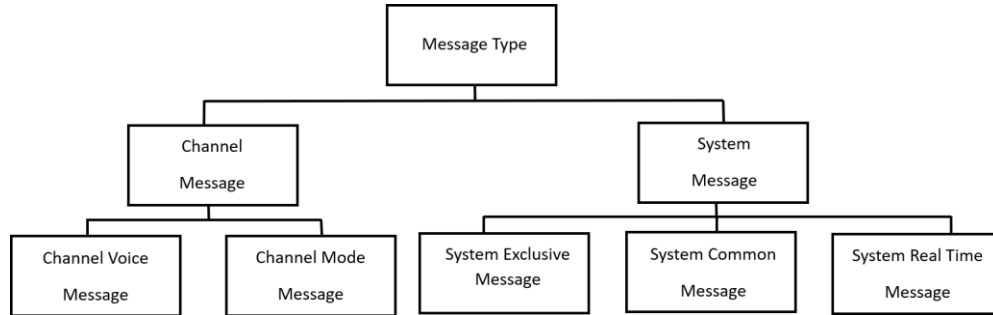 Message Type
Channel
Message
System
Message
Channel Voice
Message
Channel Mode
Message
System Exclusive
Message
System Common
Message
System Real Time
Message